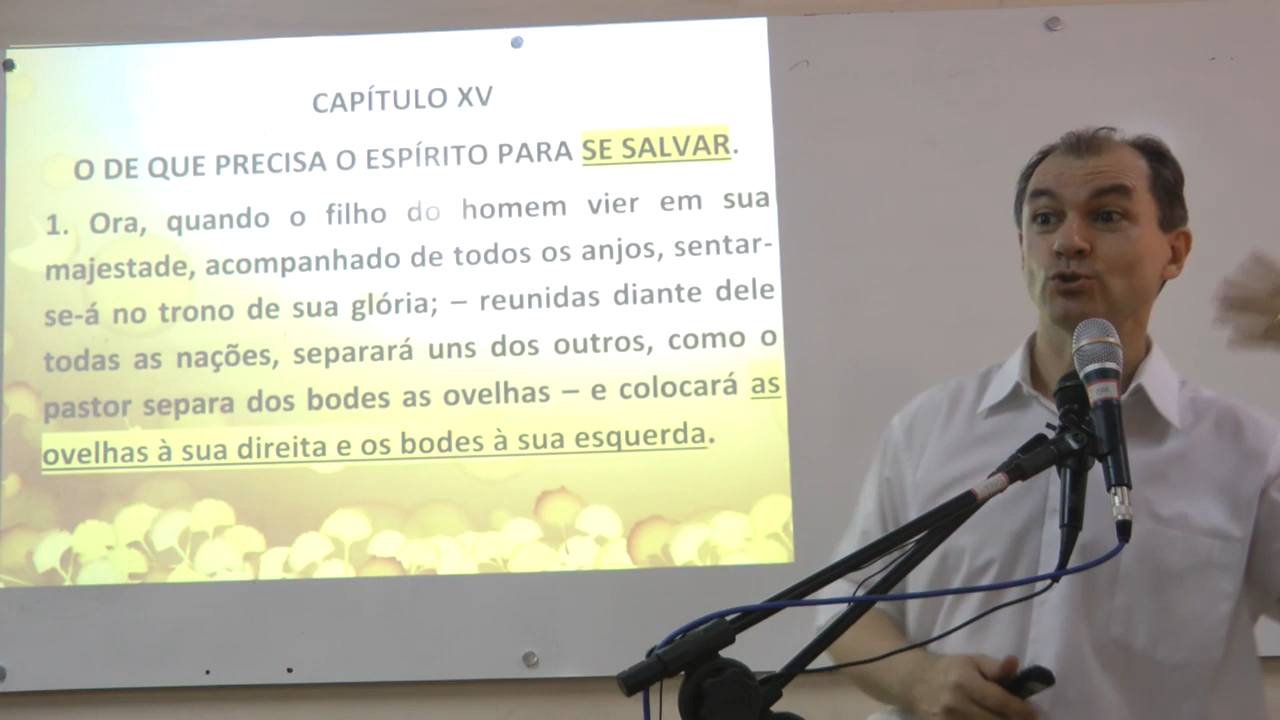 CAPÍTULO XV
O DE QUE PRECISA O ESPÍRITO PARA SE SALVAR.
1. Ora, quando o filho do homem vier em sua
majestade, acompanhado de todos os anjos, sentar-
se-á no trono de sua glória; – reunidas diante dele
todas as nações, separará uns dos outros, como o
pastor separa dos bodes as ovelhas – e colocará as
ovelhas à sua direita e os bodes à sua esquerda.